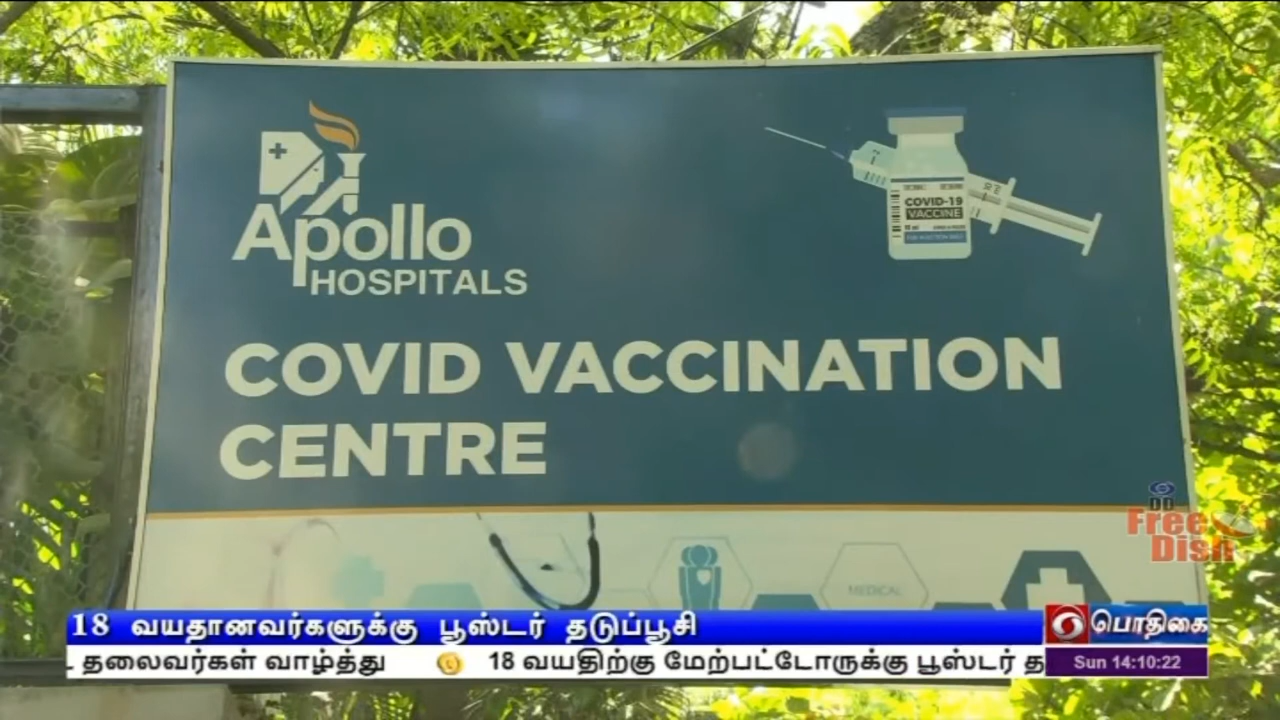 Apollo
HOSPITALS
COVID-19
VACCINE
COVID VACCINATION
CENTRE
MEDICAL
DD
Free
Dish
18 வயதானவர்களுக்கு பூஸ்டர் தடுப்பூசி
பொதிகை
தலைவர்கள் வாழ்த்து 18 வயதிற்கு மேற்பட்டோருக்கு பூஸ்டர் த
Sun 14:10:22